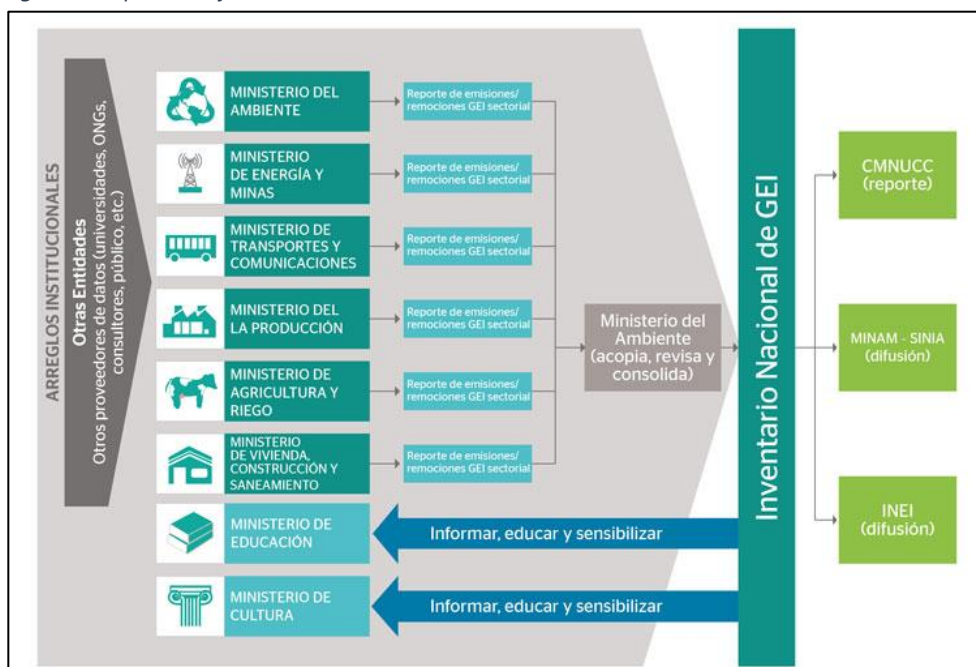 ARREGLOS INSTITUCIONALES
Otras Entidades
Otros proveedores de datos (universidades, ONGs,
consultores, público, etc.)
MINISTERIO DEL
AMBIENTE
Reporte de emisiones/
remociones GEI sectorial
MINISTERIO
DE ENERGÍA Y
MINAS
Reporte de emisiones/
remociones GEI sectorial
MINISTERIO DE
TRANSPORTES Y
COMUNICACIONES
Reporte de emisiones/
remociones GEI sectorial
MINISTERIO DEL
LA PRODUCCIÓN
Reporte de emisiones/
remociones GEI sectorial
MINISTERIO DE
AGRICULTURA Y
RIEGO
Reporte de emisiones/
remociones GEI sectorial
MINISTERIO
DE VIVIENDA,
CONSTRUCCIÓN Y
SANEAMIENTO
Reporte de emisiones/
remociones GEI sectorial
MINISTERIO DE
EDUCACIÓN
Informar, educar y sensibilizar
MINISTERIO DE
CULTURA
Informar, educar y sensibilizar
Ministerio del
Ambiente
(acopia, revisa y
consolida)
Inventario Nacional de GEI
CMNUCC
(reporte)
MINAM - SINIA
(difusión)
INEI
(difusión)